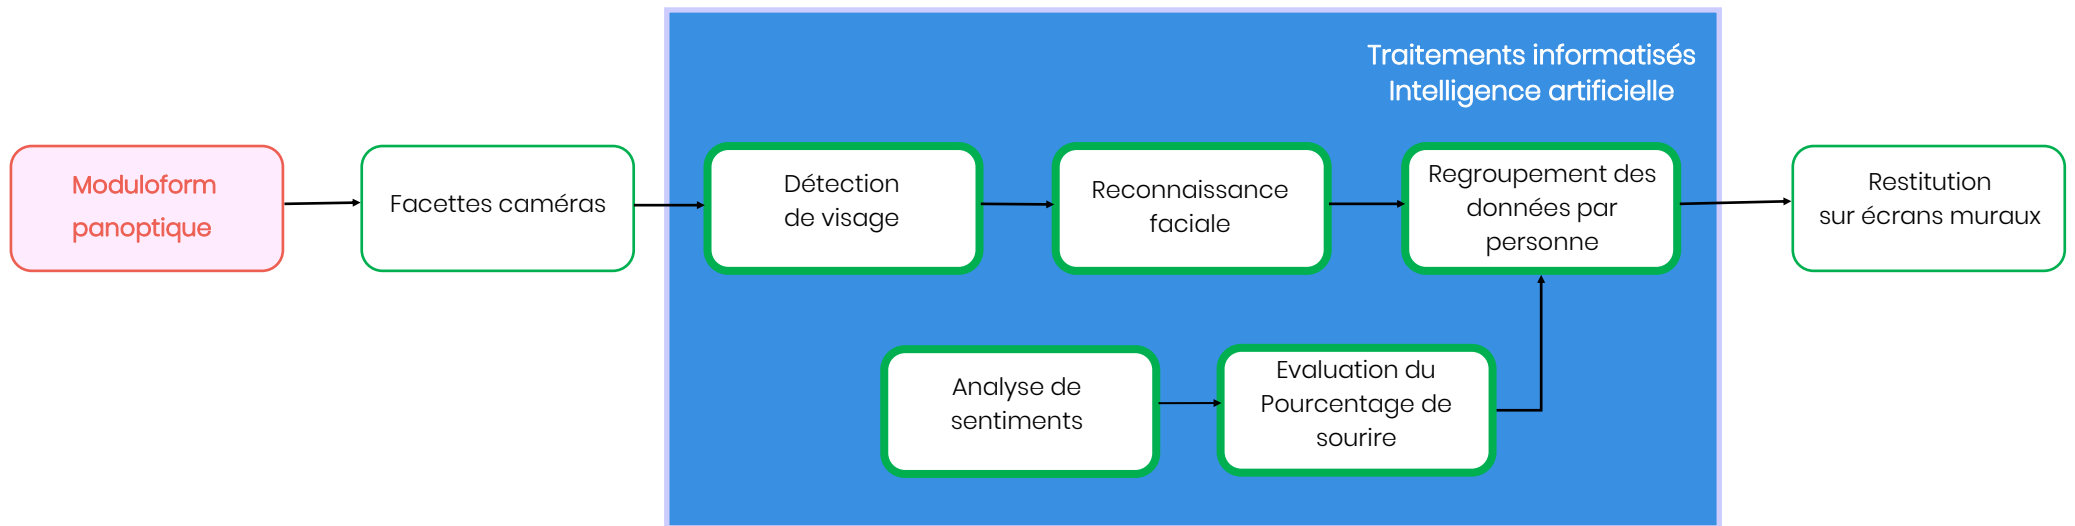 Traitements informatisés
Intelligence artificielle
Moduloform
panoptique
Facettes caméras
Détection
de visage
Reconnaissance
faciale
Regroupement des
données par
personne
Restitution
sur écrans muraux
Analyse de
sentiments
Evaluation du
Pourcentage de
sourire